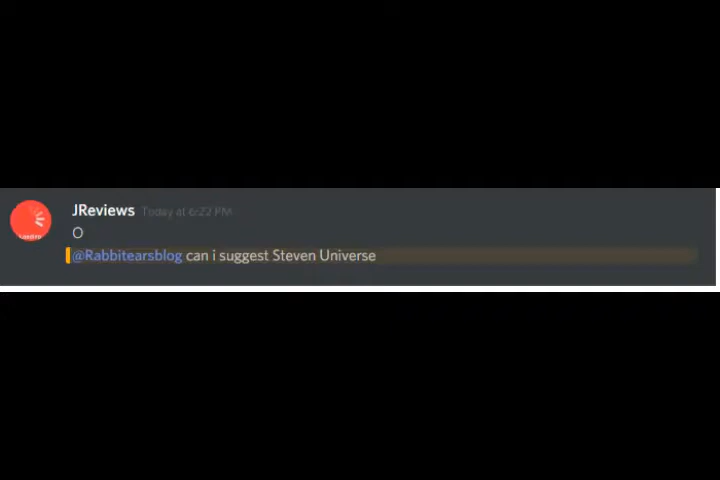 JReviews Today at 6:22 PM
O
@Rabbitearsblog can i suggest Steven Universe